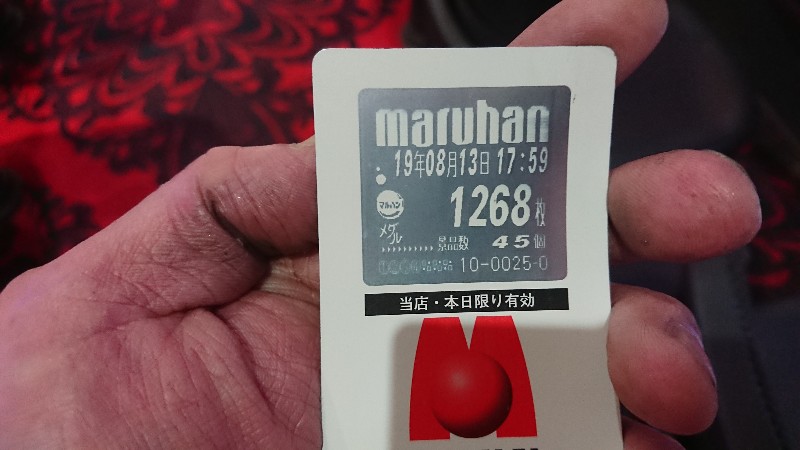 maruhan
19年08月13日 17:59
マルハン
1268枚
メダル
景品数 45個
10-0025-0
当店・本日限り有効
M